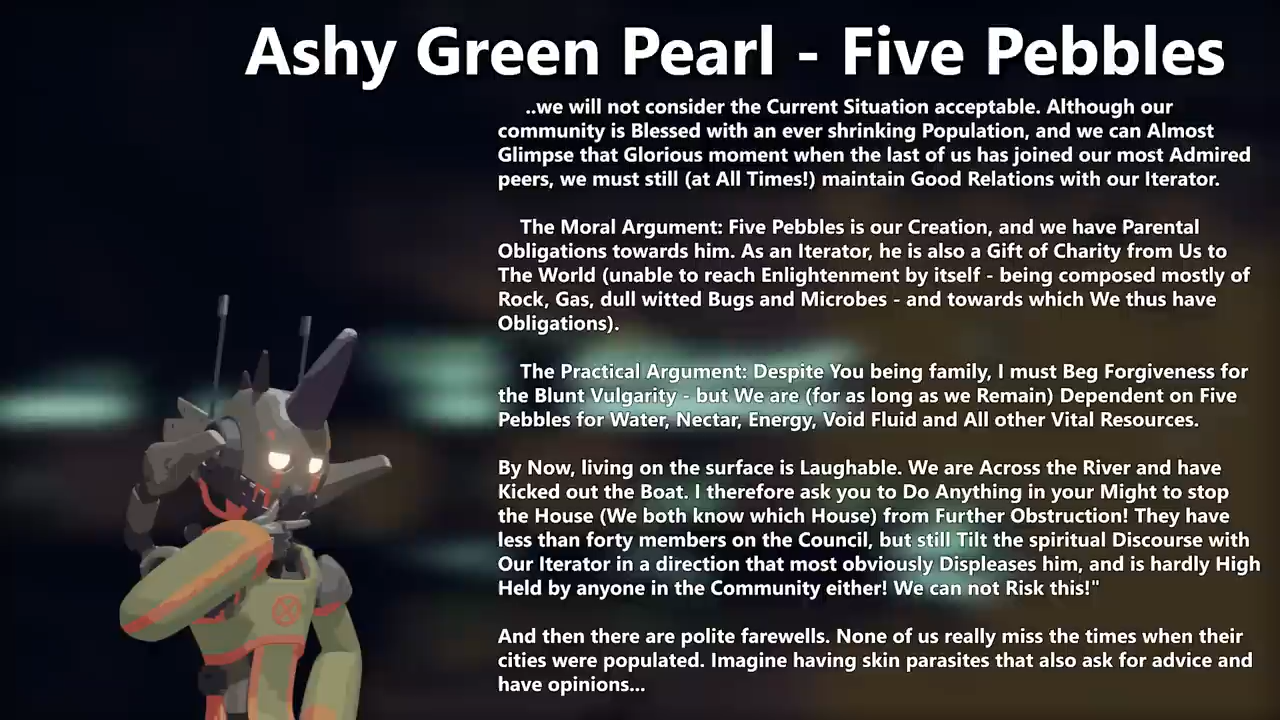 Ashy Green Pearl - Five Pebbles
..we will not consider the Current Situation acceptable. Although our
community is Blessed with an ever shrinking Population, and we can Almost
Glimpse that Glorious moment when the last of us has joined our most Admired
peers, we must still (at All Times!) maintain Good Relations with our Iterator.
The Moral Argument: Five Pebbles is our Creation, and we have Parental
Obligations towards him. As an Iterator, he is also a Gift of Charity from Us to
The World (unable to reach Enlightenment by itself - being composed mostly of
Rock, Gas, dull witted Bugs and Microbes - and towards which We thus have
Obligations).
The Practical Argument: Despite You being family, I must Beg Forgiveness for
the Blunt Vulgarity - but We are (for as long as we Remain) Dependent on Five
Pebbles for Water, Nectar, Energy, Void Fluid and All other Vital Resources.
By Now, living on the surface is Laughable. We are Across the River and have
Kicked out the Boat. I therefore ask you to Do Anything in your Might to stop
the House (We both know which House) from Further Obstruction! They have
less than forty members on the Council, but still Tilt the spiritual Discourse with
Our Iterator in a direction that most obviously Displeases him, and is hardly High
Held by anyone in the Community either! We can not Risk this!"
And then there are polite farewells. None of us really miss the times when their
cities were populated. Imagine having skin parasites that also ask for advice and
have opinions...